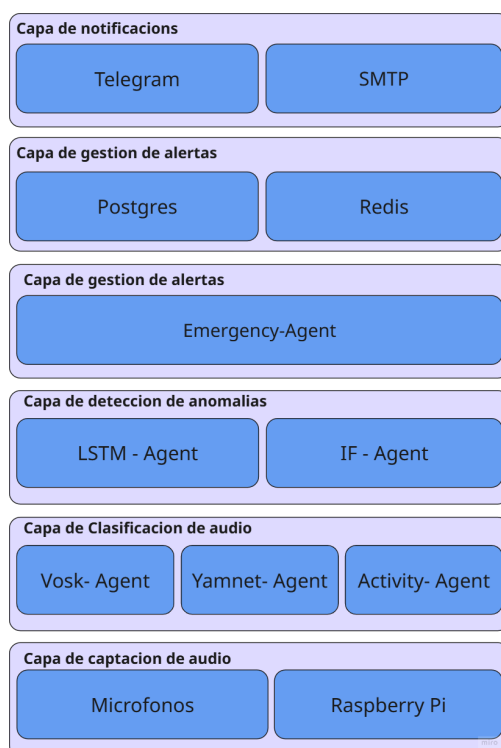 Capa de notificacions
Telegram
SMTP
Capa de gestion de alertas
Postgres
Redis
Capa de gestion de alertas
Emergency-Agent
Capa de deteccion de anomalias
LSTM - Agent
IF - Agent
Capa de Clasificacion de audio
Vosk- Agent
Yamnet- Agent
Activity- Agent
Capa de captacion de audio
Microfonos
Raspberry Pi
miro